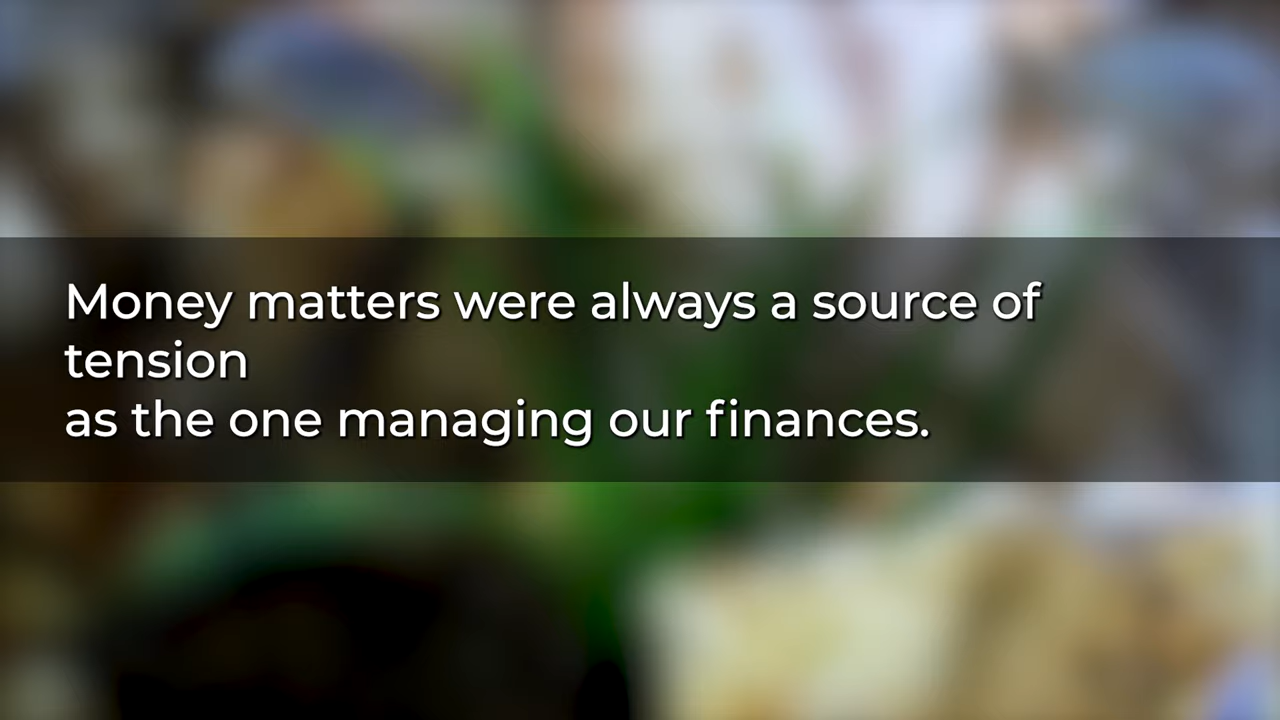 Money matters were always a source of
tension
as the one managing our finances.